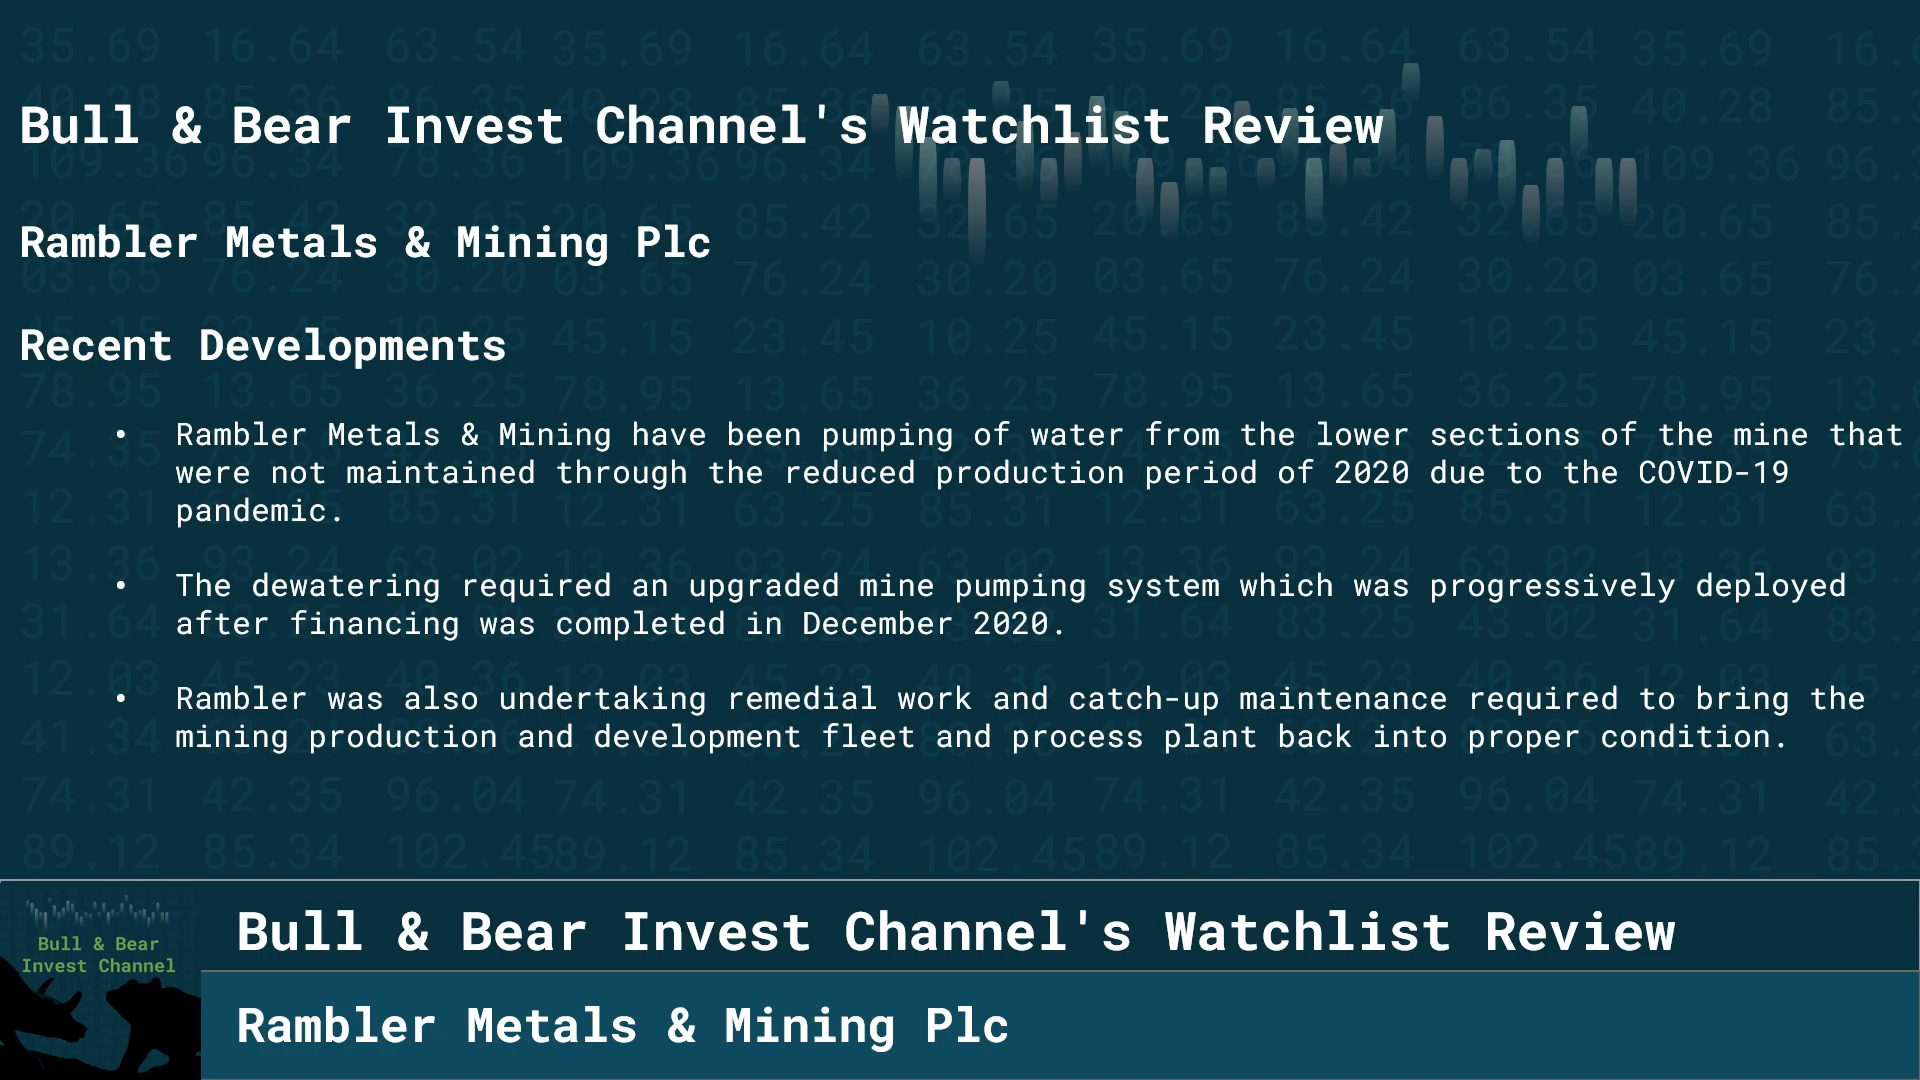 Bull & Bear Invest Channel's Watchlist Review
Rambler Metals & Mining Plc
Recent Developments
• Rambler Metals & Mining have been pumping of water from the lower sections of the mine that
were not maintained through the reduced production period of 2020 due to the COVID-19
pandemic.
• The dewatering required an upgraded mine pumping system which was progressively deployed
after financing was completed in December 2020.
• Rambler was also undertaking remedial work and catch-up maintenance required to bring the
mining production and development fleet and process plant back into proper condition.
Bull & Bear
Invest Channel
Bull & Bear Invest Channel's Watchlist Review
Rambler Metals & Mining Plc